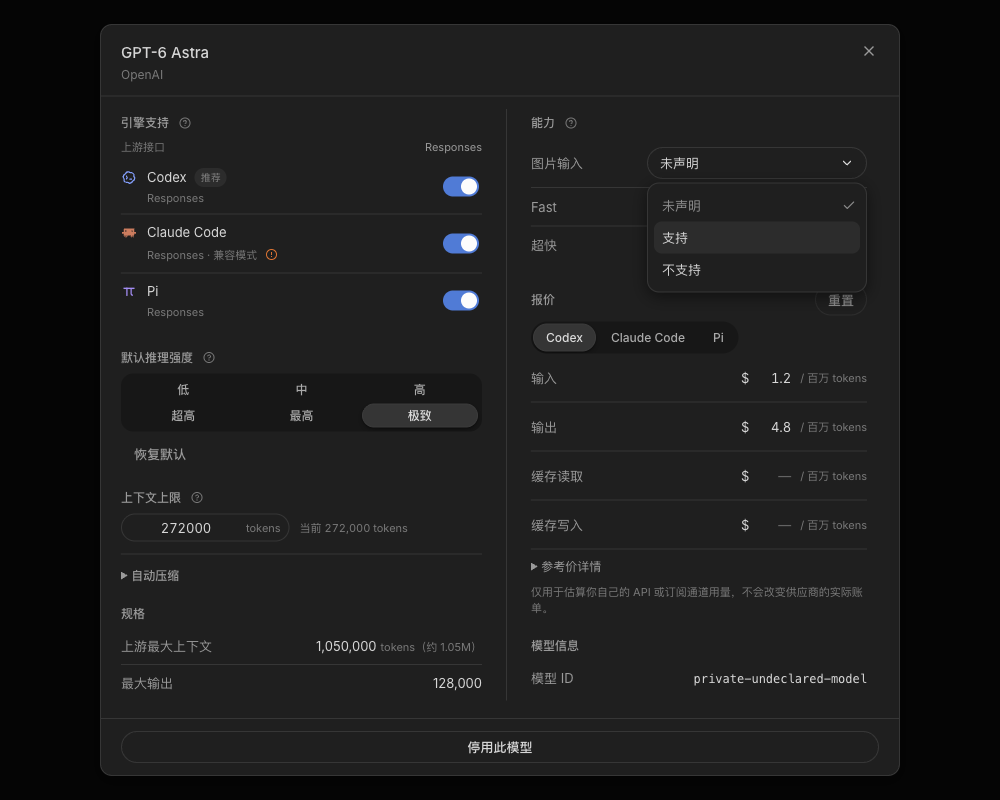 GPT-6 Astra
OpenAI
引擎支持
上游接口 Responses
Codex 推荐
Responses
Claude Code
Responses · 兼容模式
Pi
Responses
默认推理强度
低 中 高
超高 最高 极致
恢复默认
上下文上限
272000 tokens 当前 272,000 tokens
自动压缩
规格
上游最大上下文 1,050,000 tokens（约 1.05M）
最大输出 128,000
能力
图片输入 未声明
未声明
Fast
支持
超快
不支持
报价 重置
Codex Claude Code Pi
输入 $ 1.2 / 百万 tokens
输出 $ 4.8 / 百万 tokens
缓存读取 $ — / 百万 tokens
缓存写入 $ — / 百万 tokens
参考价详情
仅用于估算你自己的 API 或订阅通道用量，不会改变供应商的实际账
单。
模型信息
模型 ID private-undeclared-model
停用此模型